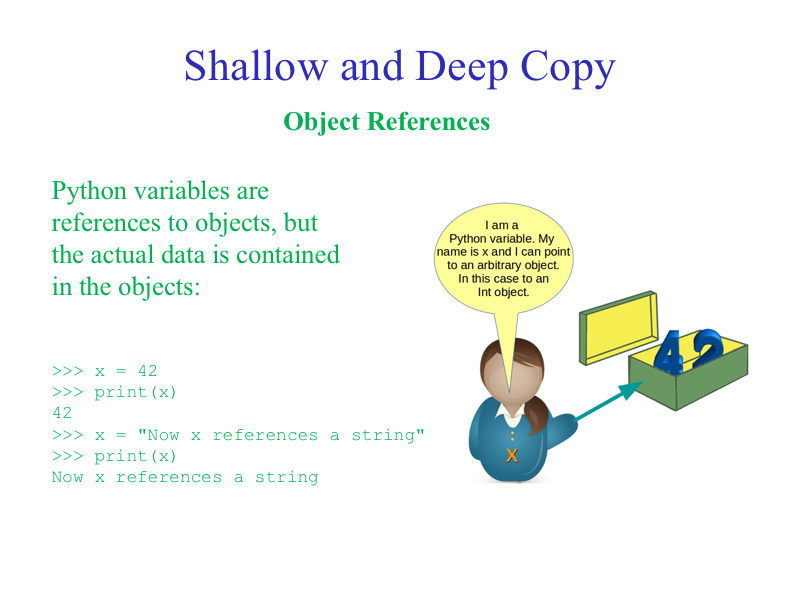 Shallow and Deep Copy
Object References
Python variables are
references to objects, but
the actual data is contained
in the objects:
>>> x = 42
>>> print(x)
42
>>> x = "Now x references a string"
>>> print(x)
Now x references a string
I am a
Python variable. My
name is x and I can point
to an arbitrary object.
In this case to an
Int object.
42
X